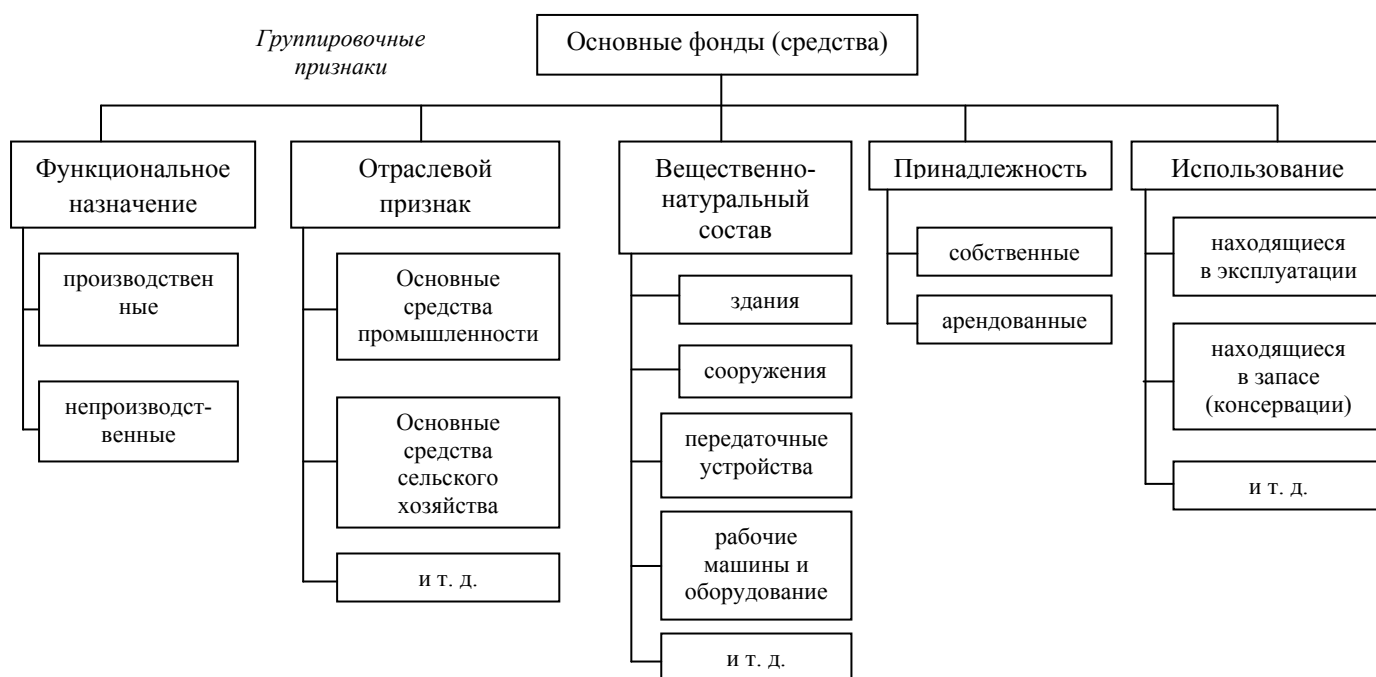 Группировочные
признаки
Основные фонды (средства)
Функциональное
назначение
производствен
ные
непроизводст-
венные
Отраслевой
признак
Основные
средства
промышленности
Основные
средства
сельского
хозяйства
и т. д.
Вещественно-
натуральный
состав
здания
сооружения
передаточные
устройства
рабочие
машины и
оборудование
и т. д.
Принадлежность
собственные
арендованные
Использование
находящиеся
в эксплуатации
находящиеся
в запасе
(консервации)
и т. д.